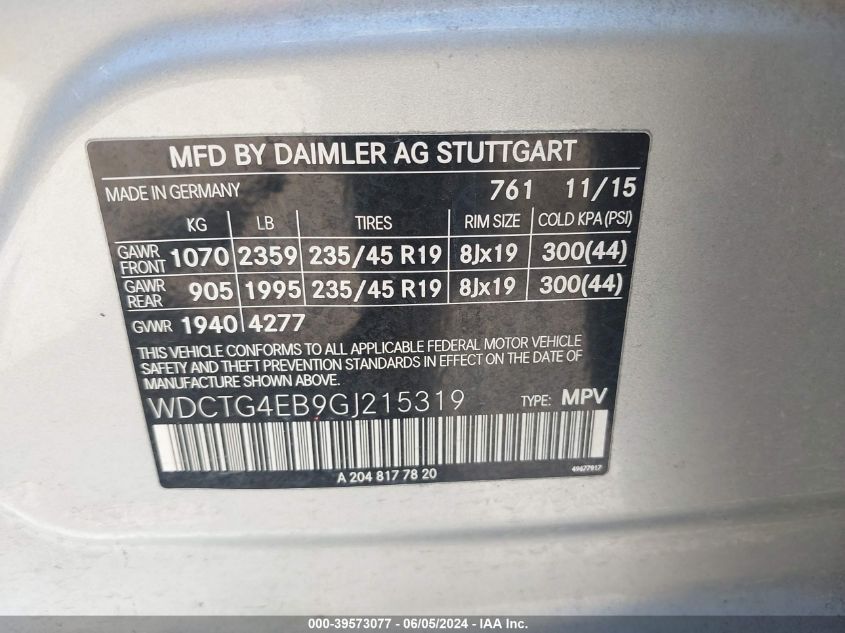 MFD BY DAIMLER AG STUTTGART
MADE IN GERMANY 761 11/15
KG LB TIRES RIM SIZE COLD KPA (PSI)
GAWR FRONT 1070 2359 235/45 R19 8Jx19 300(44)
GAWR REAR 905 1995 235/45 R19 8Jx19 300(44)
GVWR 1940 4277
THIS VEHICLE CONFORMS TO ALL APPLICABLE FEDERAL MOTOR VEHICLE
SAFETY AND THEFT PREVENTION STANDARDS IN EFFECT ON THE DATE OF
MANUFACTURE SHOWN ABOVE.
WDCTG4EB9GJ215319 TYPE: MPV
A 204 817 78 20 49677917
000-39573077 - 06/05/2024 - IAA Inc.